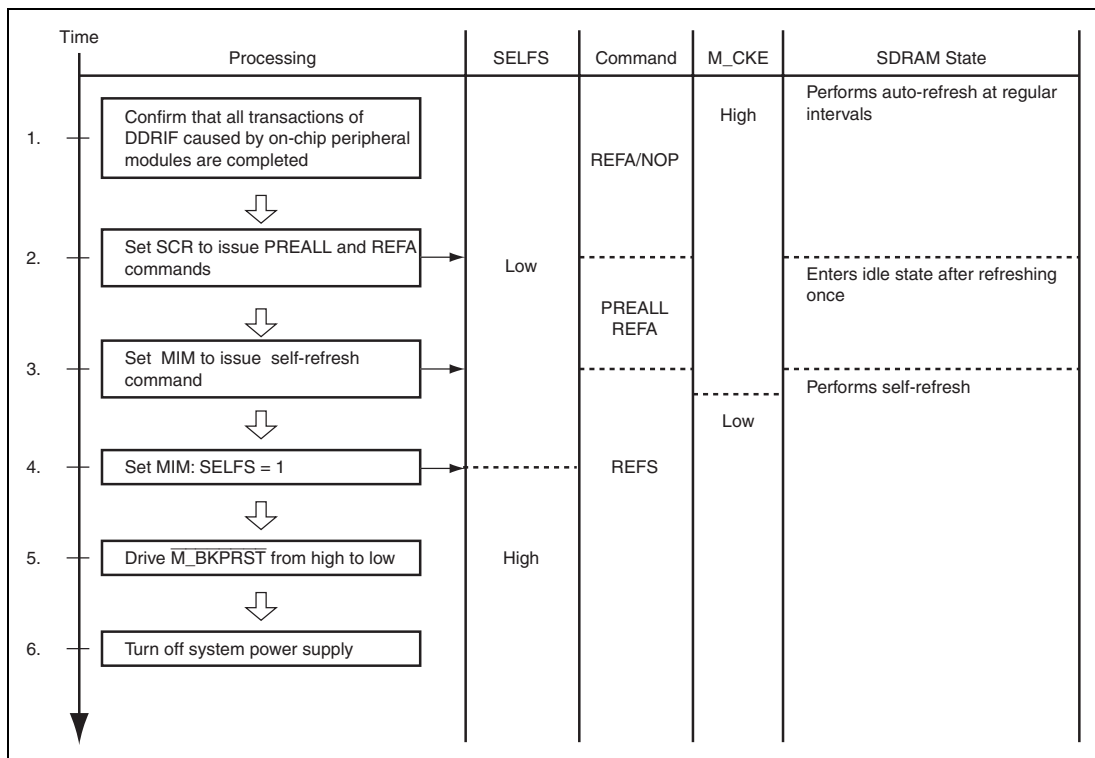 Time
Processing
SELFS
Command
M_CKE
SDRAM State
1.
Confirm that all transactions of
DDRIF caused by on-chip peripheral
modules are completed
REFA/NOP
High
Performs auto-refresh at regular
intervals
2.
Set SCR to issue PREALL and REFA
commands
Low
PREALL
REFA
Enters idle state after refreshing
once
3.
Set MIM to issue self-refresh
command
Low
Performs self-refresh
4.
Set MIM: SELFS = 1
REFS
5.
Drive M_BKPRST from high to low
High
6.
Turn off system power supply